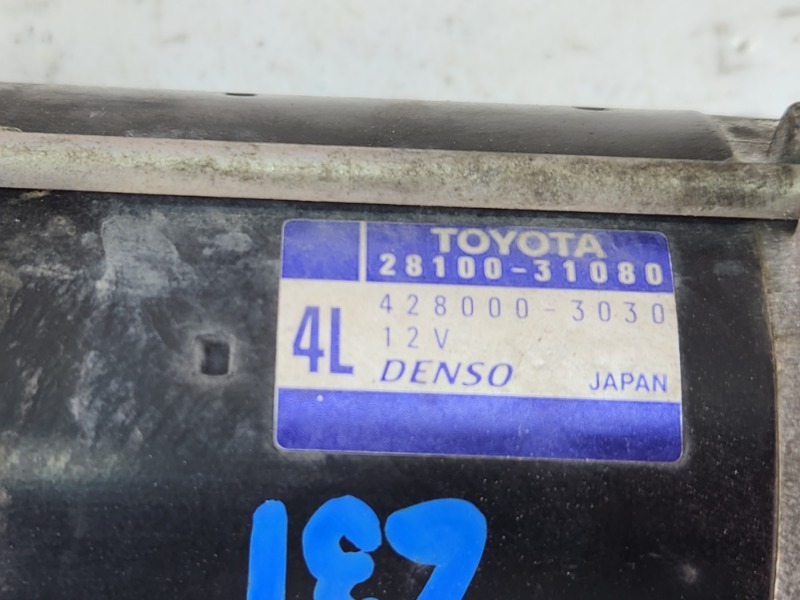 TOYOTA
28100-31080
428000-3030
4L
12V
DENSO JAPAN